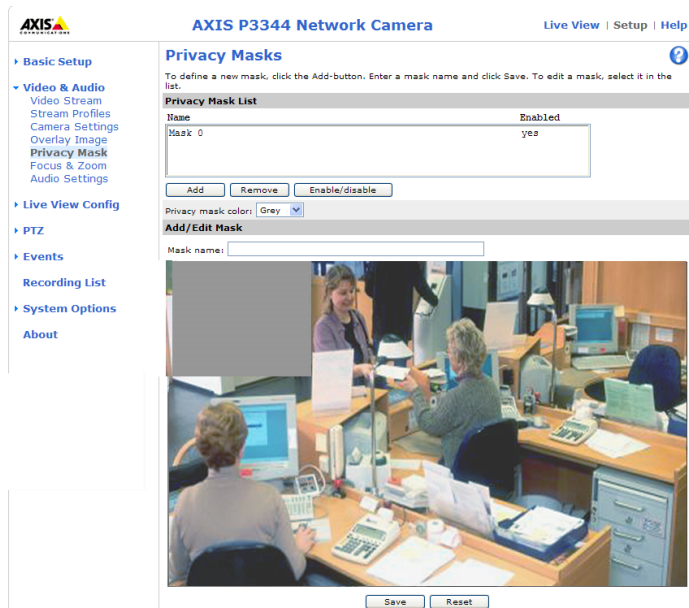 AXIS
COMMUNICATIONS
AXIS P3344 Network Camera
Live View | Setup | Help
Basic Setup
Video & Audio
Video Stream
Stream Profiles
Camera Settings
Overlay Image
Privacy Mask
Focus & Zoom
Audio Settings
Live View Config
PTZ
Events
Recording List
System Options
About
Privacy Masks
?
To define a new mask, click the Add-button. Enter a mask name and click Save. To edit a mask, select it in the
list.
Privacy Mask List
Name Enabled
Mask 0 yes
Add Remove Enable/disable
Privacy mask color: Grey
Add/Edit Mask
Mask name:
Save Reset